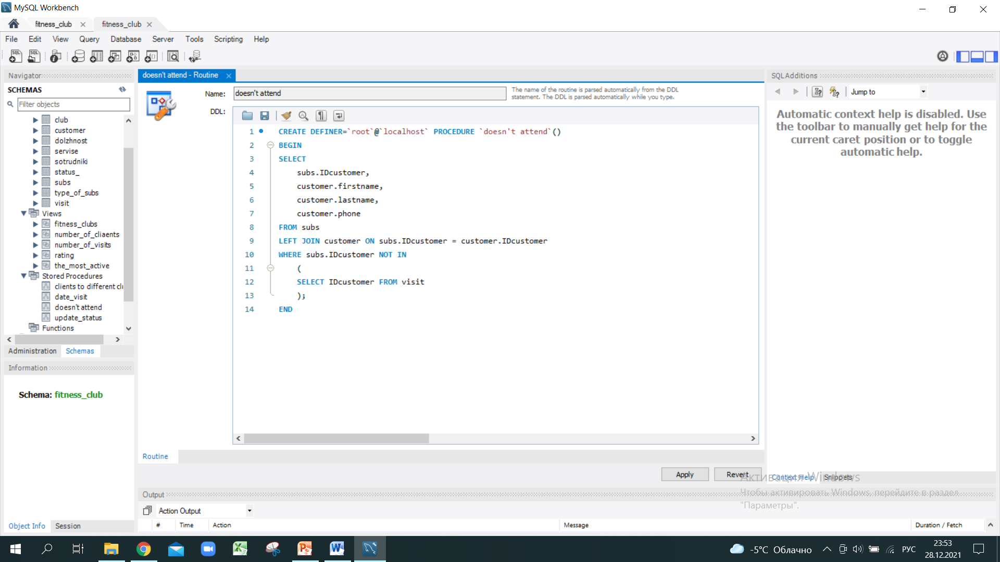 MySQL Workbench
fitness_club
fitness_club
File Edit View Query Database Server Tools Scripting Help
Navigator
SCHEMAS
Filter objects
club
customer
dolzhnost
servise
sotrudniki
status_
subs
type_of_subs
visit
Views
fitness_clubs
number_of_cliaents
number_of_visits
rating
the_most_active
Stored Procedures
clients to different clu
date_visit
doesn't attend
update_status
Functions
Administration Schemas
Information
Schema: fitness_club
Object Info Session
doesn't attend - Routine
Name: doesn't attend
The name of the routine is parsed automatically from the DDL
statement. The DDL is parsed automatically while you type.
DDL:
1 CREATE DEFINER=`root`@`localhost` PROCEDURE `doesn't attend`()
2 BEGIN
3 SELECT
4 subs.IDcustomer,
5 customer.firstname,
6 customer.lastname,
7 customer.phone
8 FROM subs
9 LEFT JOIN customer ON subs.IDcustomer = customer.IDcustomer
10 WHERE subs.IDcustomer NOT IN
11 (
12 SELECT IDcustomer FROM visit
13 );
14 END
Routine
Apply Revert
Output
Action Output
# Time Action Message Duration / Fetch
SQLAdditions
Jump to
Automatic context help is disabled. Use
the toolbar to manually get help for the
current caret position or to toggle
automatic help.
Context Help Snippets
Активация Windows
Чтобы активировать Windows, перейдите в раздел
"Параметры".
-5°C Облачно
РУС
23:53
28.12.2021